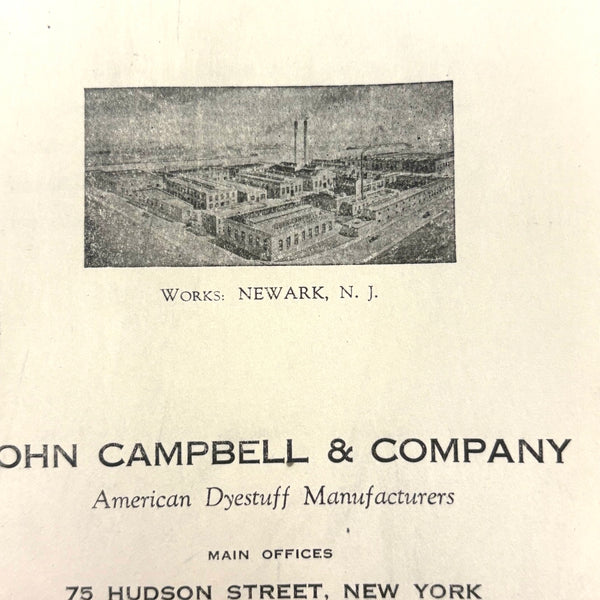 WORKS: NEWARK, N. J.
OHN CAMPBELL & COMPANY
American Dyestuff Manufacturers
MAIN OFFICES
75 HUDSON STREET, NEW YORK